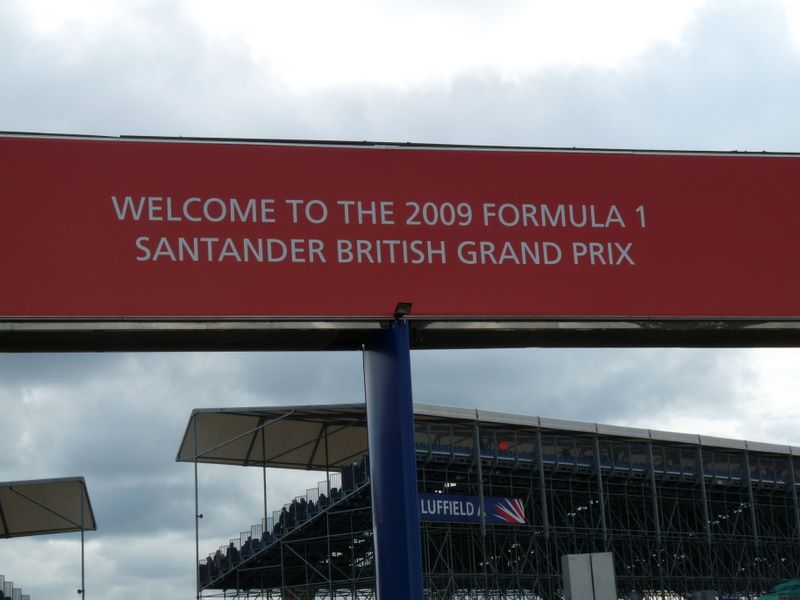 WELCOME TO THE 2009 FORMULA 1
SANTANDER BRITISH GRAND PRIX
LUFFIELD A